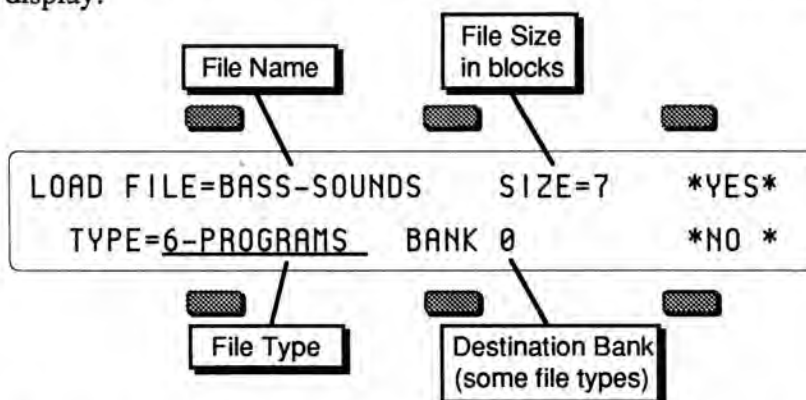 display:
File Name
File Size
in blocks
LOAD FILE=BASS-SOUNDS SIZE=7 *YES*
TYPE=6-PROGRAMS BANK 0 *NO *
File Type
Destination Bank
(some file types)